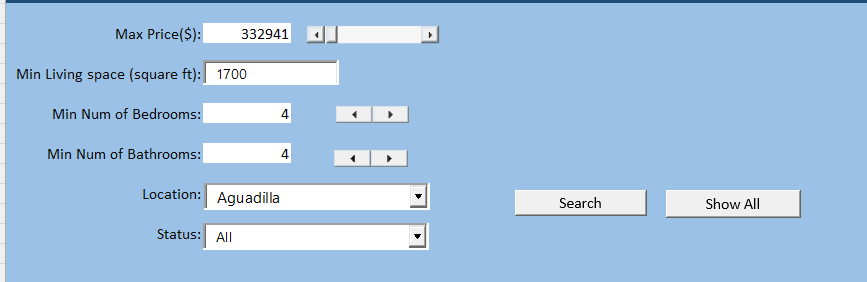 Max Price($): 332941
Min Living space (square ft): 1700
Min Num of Bedrooms: 4
Min Num of Bathrooms: 4
Location: Aguadilla Search Show All
Status: All